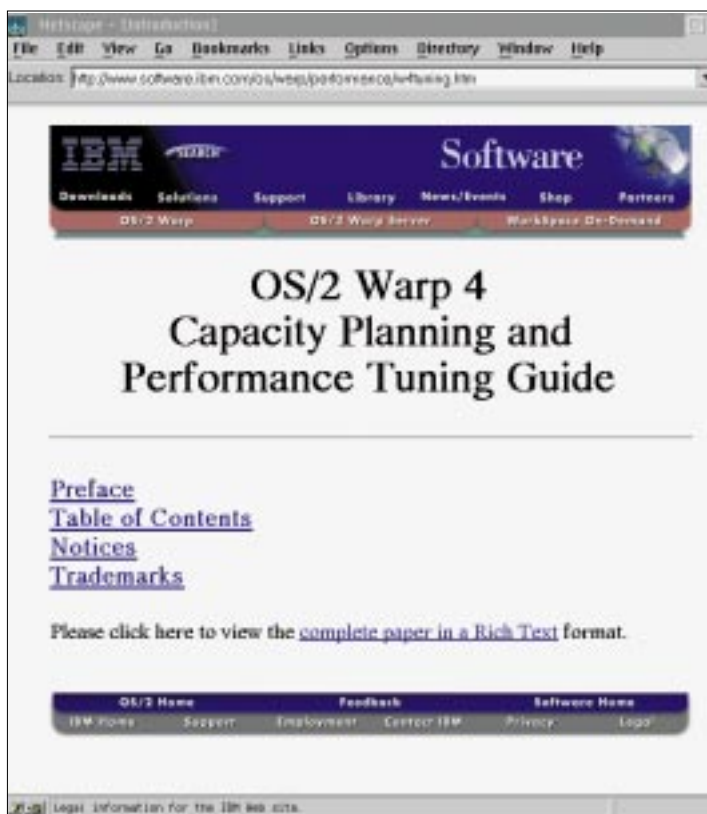 Netscape - [Introduction]
File Edit View Go Bookmarks Links Options Directory Window Help
Location: http://www.software.ibm.com/os/warp/performance/w4tuning.htm
IBM SEARCH Software
Downloads Solutions Support Library News/Events Shop Partners
OS/2 Warp OS/2 Warp Server WorkSpace On-Demand
OS/2 Warp 4
Capacity Planning and
Performance Tuning Guide
Preface
Table of Contents
Notices
Trademarks
Please click here to view the complete paper in a Rich Text format.
OS/2 Home Feedback Software Home
IBM Home Support Employment Contact IBM Privacy Legal
Legal information for the IBM Web site.